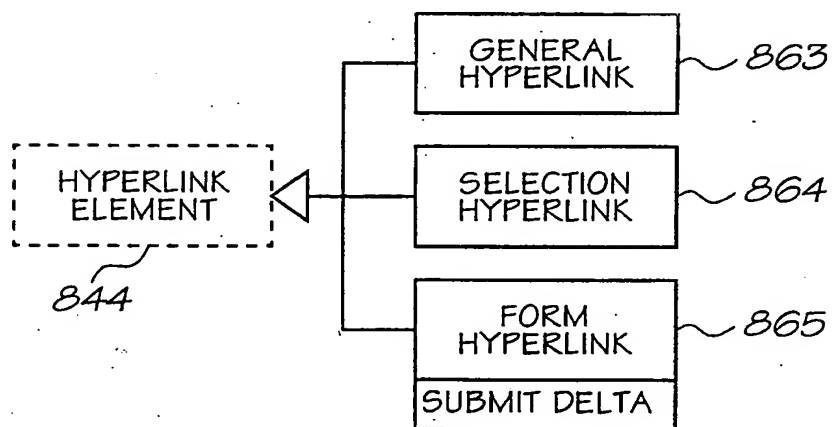 GENERAL
HYPERLINK
863
HYPERLINK
ELEMENT
844
SELECTION
HYPERLINK
864
FORM
HYPERLINK
865
SUBMIT DELTA